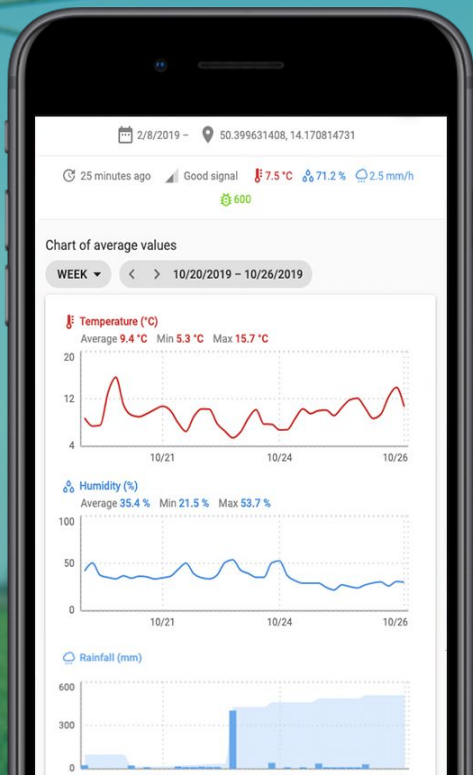 2/8/2019 – 50.399631408, 14.170814731
25 minutes ago Good signal 7.5 °C 71.2 % 2.5 mm/h
600
Chart of average values
WEEK 10/20/2019 – 10/26/2019
Temperature (°C)
Average 9.4 °C Min 5.3 °C Max 15.7 °C
20
12
4
10/21 10/24 10/26
Humidity (%)
Average 35.4 % Min 21.5 % Max 53.7 %
100
50
0
10/21 10/24 10/26
Rainfall (mm)
600
300
0